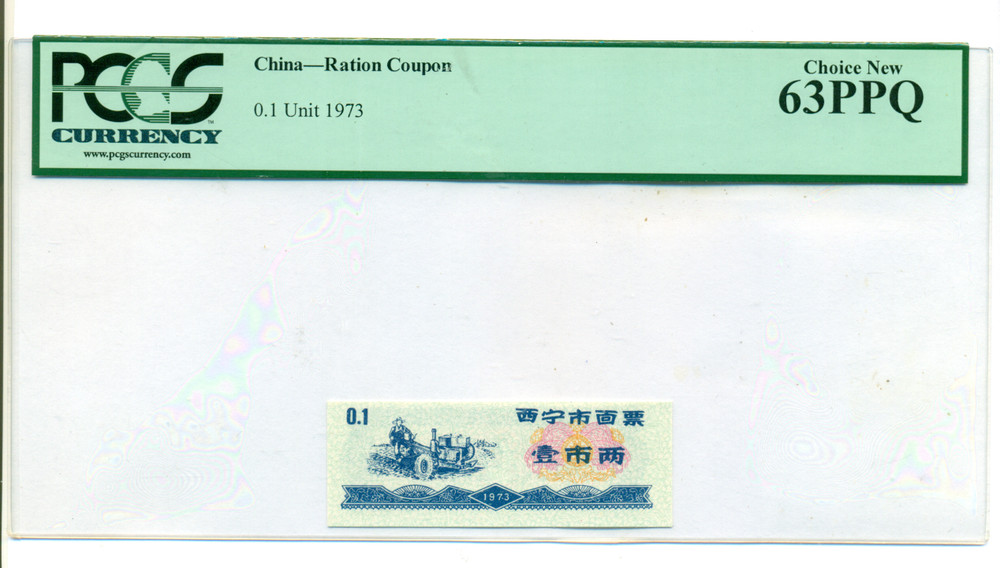 PCGS
CURRENCY
™
www.pcgscurrency.com
China—Ration Coupon
0.1 Unit 1973
Choice New
63PPQ
0.1
西宁市面票
壹市两
1973